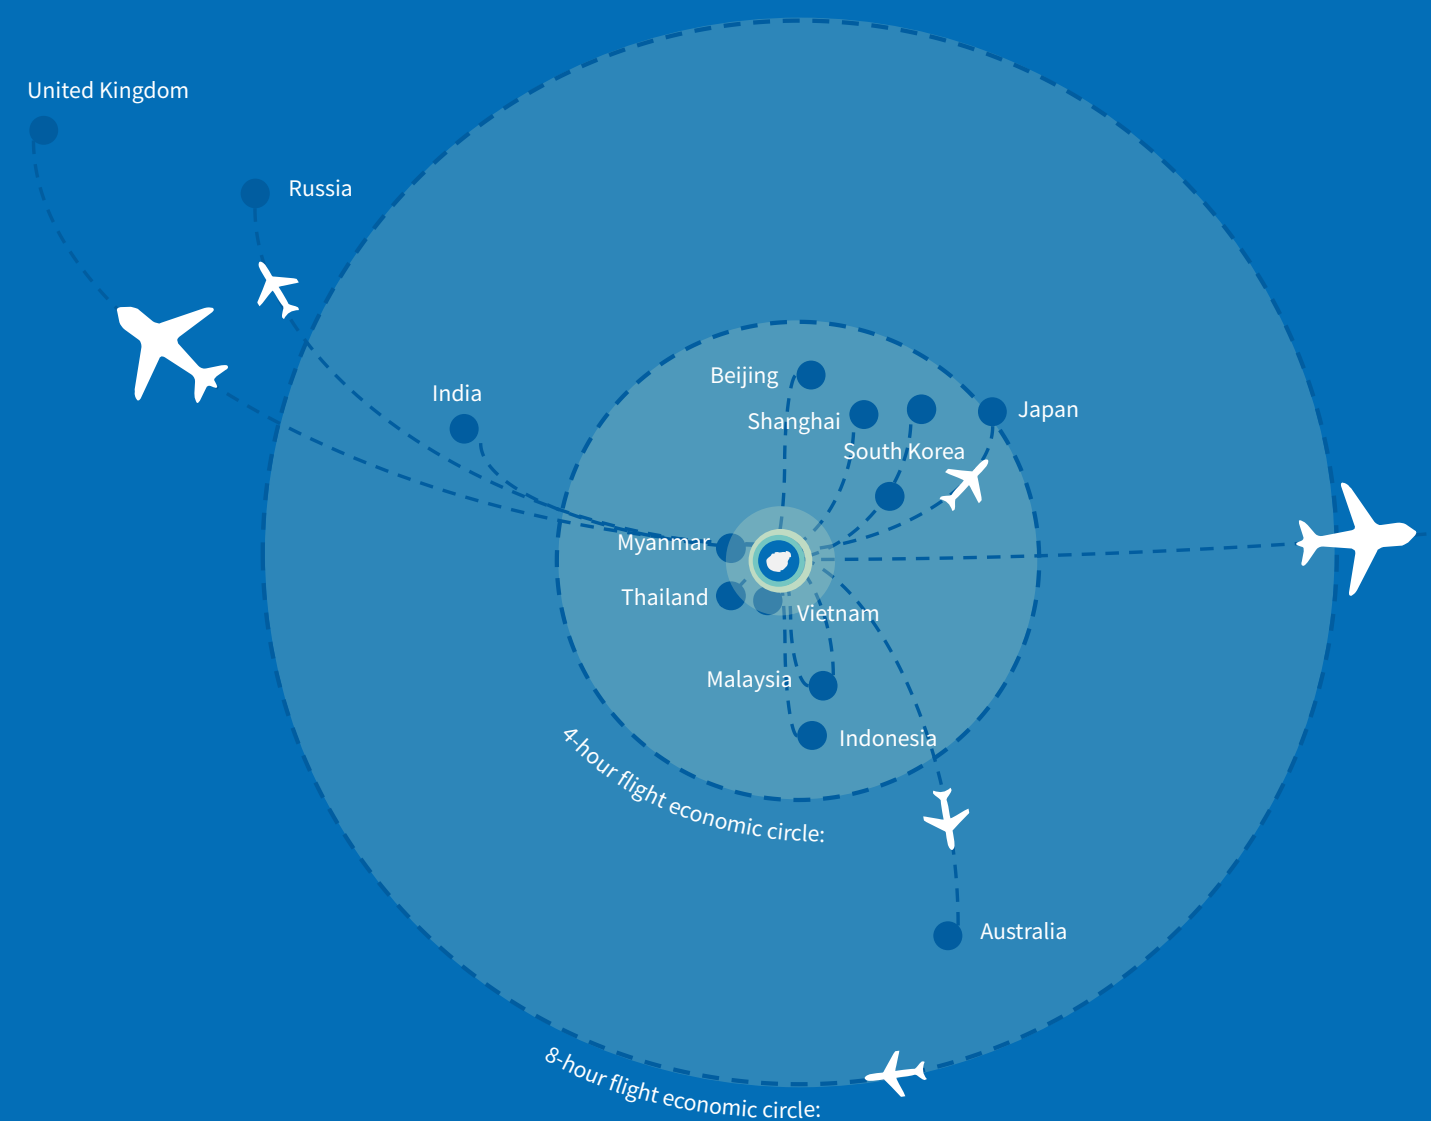 United Kingdom
Russia
India
Beijing
Shanghai
Japan
South Korea
Myanmar
Thailand
Vietnam
Malaysia
Indonesia
4-hour flight economic circle:
Australia
8-hour flight economic circle: